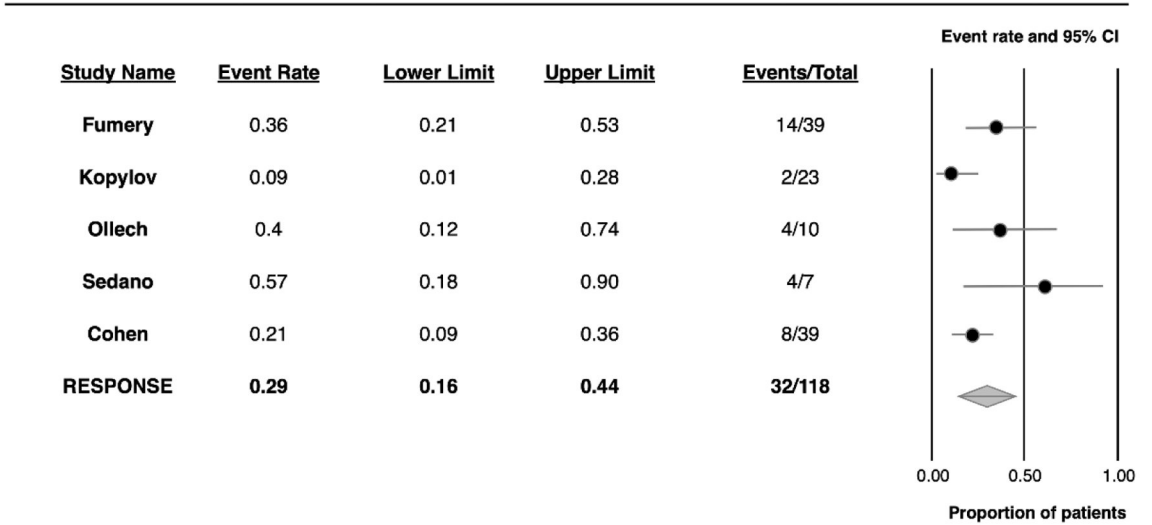 Event rate and 95% CI
Study Name Event Rate Lower Limit Upper Limit Events/Total
Fumery 0.36 0.21 0.53 14/39
Kopylov 0.09 0.01 0.28 2/23
Ollech 0.4 0.12 0.74 4/10
Sedano 0.57 0.18 0.90 4/7
Cohen 0.21 0.09 0.36 8/39
RESPONSE 0.29 0.16 0.44 32/118
0.00 0.50 1.00
Proportion of patients